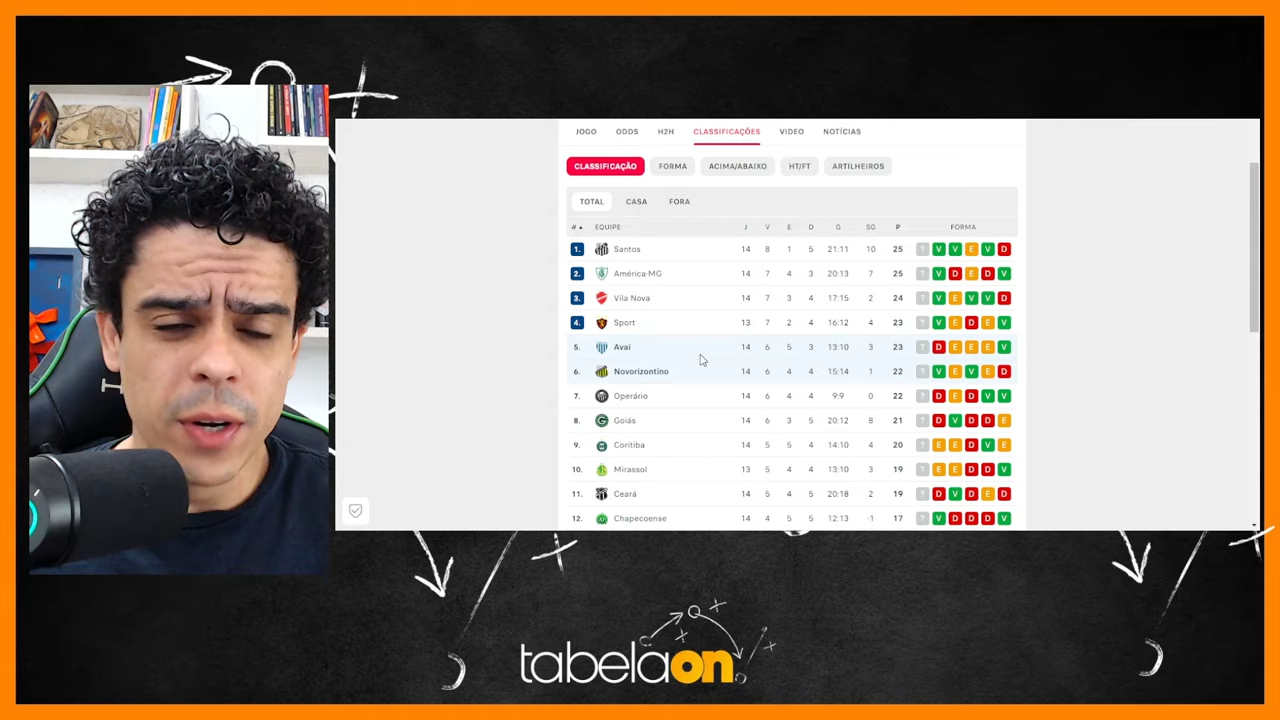 JOGO ODDS H2H CLASSIFICAÇÕES VIDEO NOTÍCIAS
CLASSIFICAÇÃO FORMA ACIMA/ABAIXO HT/FT ARTILHEIROS
TOTAL CASA FORA
# EQUIPE J V E D G SG P FORMA
1. Santos 14 8 1 5 21:11 10 25 ? V V E V D
2. América-MG 14 7 4 3 20:13 7 25 ? V D E D V
3. Vila Nova 14 7 3 4 17:15 2 24 ? V E V V D
4. Sport 13 7 2 4 16:12 4 23 ? V E D E V
5. Avaí 14 6 5 3 13:10 3 23 ? D E E E V
6. Novorizontino 14 6 4 4 15:14 1 22 ? V E V E D
7. Operário 14 6 4 4 9:9 0 22 ? D E D V V
8. Goiás 14 6 3 5 20:12 8 21 ? D V D D E
9. Coritiba 14 5 5 4 14:10 4 20 ? E E D V E
10. Mirassol 13 5 4 4 13:10 3 19 ? E E D D V
11. Ceará 14 5 4 5 20:18 2 19 ? D V D E D
12. Chapecoense 14 4 5 5 12:13 -1 17 ? V D D D V
tabelaon